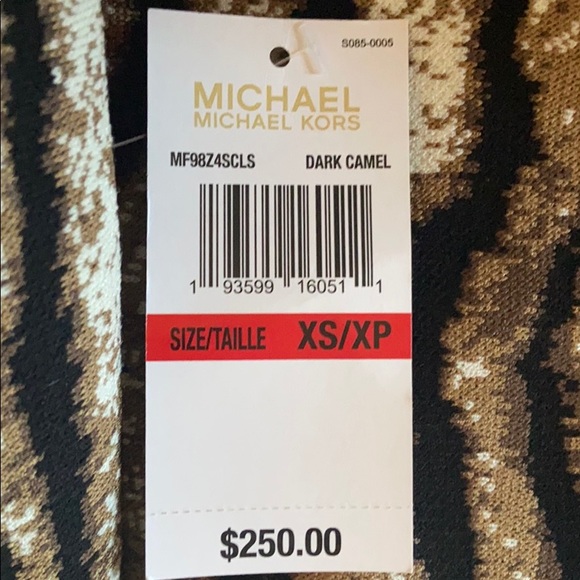 S085-0005
MICHAEL
MICHAEL KORS
MF98Z4SCLS DARK CAMEL
1 93599 16051 1
SIZE/TAILLE XS/XP
$250.00